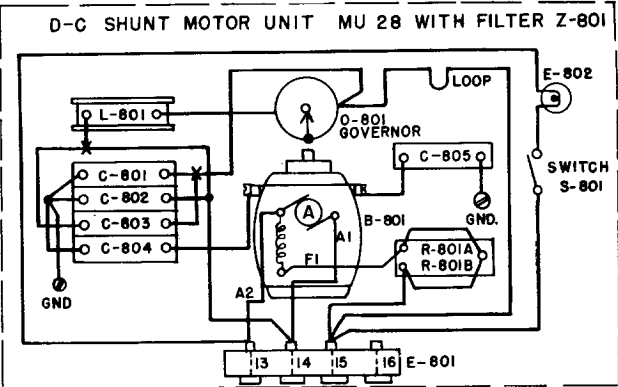 D-C SHUNT MOTOR UNIT MU 28 WITH FILTER Z-801
LOOP
E-802
L-801
O-801
GOVERNOR
C-801
C-802
C-803
C-804
C-805
SWITCH
S-801
GND.
A
B-801
A1
F1
R-801A
R-801B
A2
GND
13 14 15 16
E-801